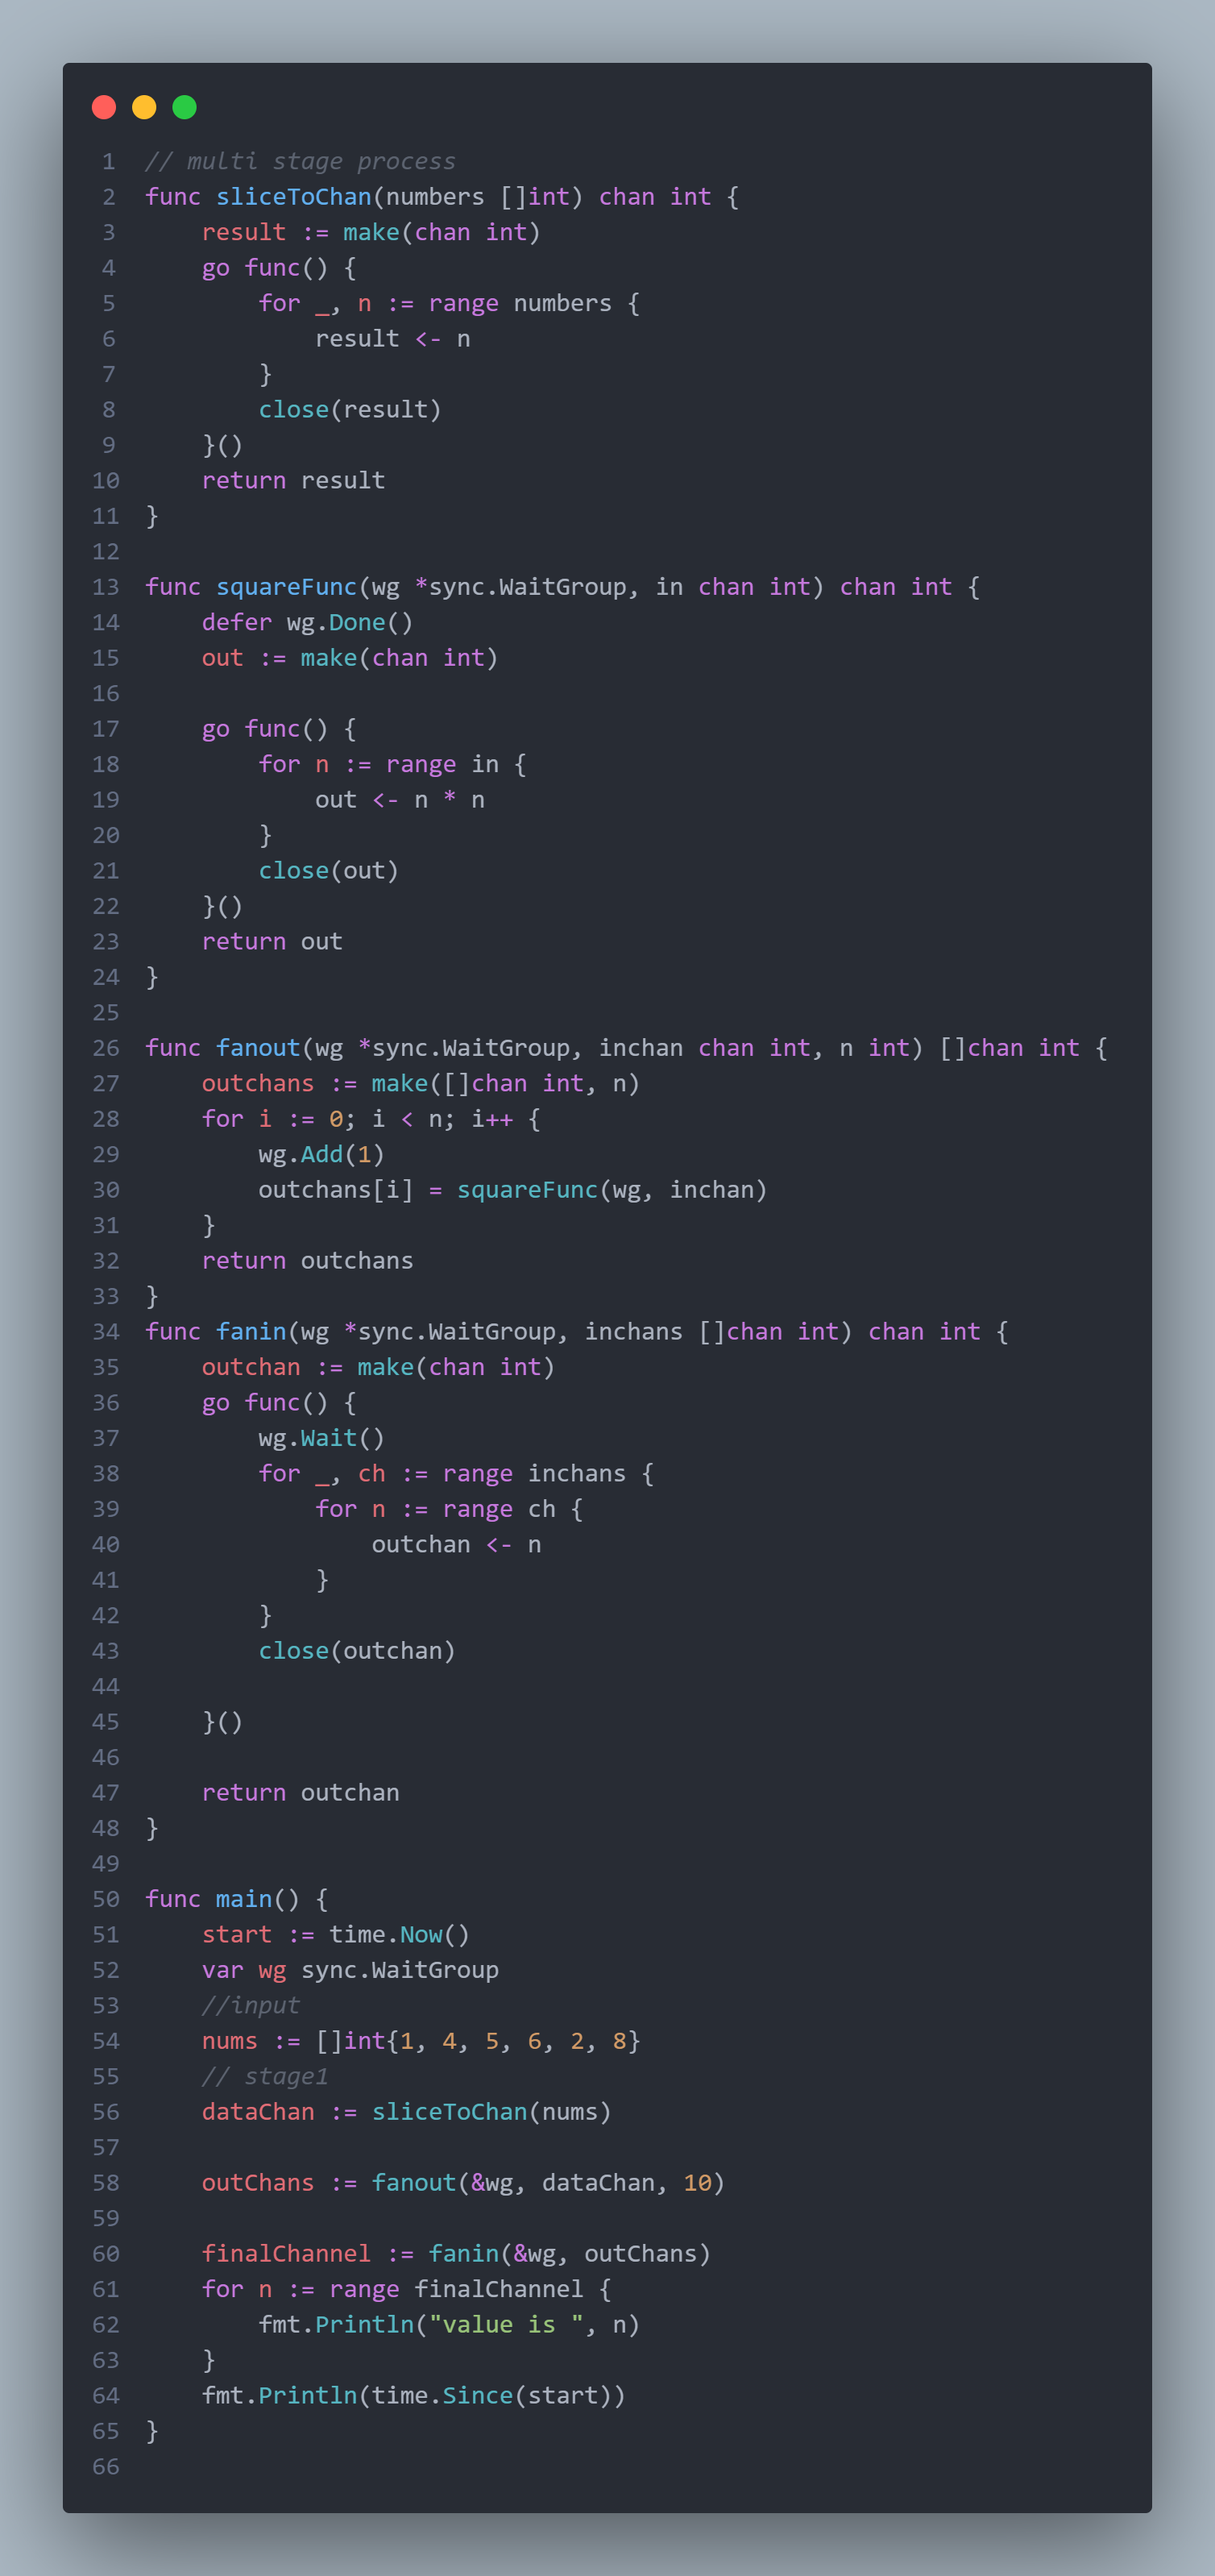 1 // multi stage process
2 func sliceToChan(numbers []int) chan int {
3     result := make(chan int)
4     go func() {
5         for _, n := range numbers {
6             result <- n
7         }
8         close(result)
9     }()
10     return result
11 }
12
13 func squareFunc(wg *sync.WaitGroup, in chan int) chan int {
14     defer wg.Done()
15     out := make(chan int)
16
17     go func() {
18         for n := range in {
19             out <- n * n
20         }
21         close(out)
22     }()
23     return out
24 }
25
26 func fanout(wg *sync.WaitGroup, inchan chan int, n int) []chan int {
27     outchans := make([]chan int, n)
28     for i := 0; i < n; i++ {
29         wg.Add(1)
30         outchans[i] = squareFunc(wg, inchan)
31     }
32     return outchans
33 }
34 func fanin(wg *sync.WaitGroup, inchans []chan int) chan int {
35     outchan := make(chan int)
36     go func() {
37         wg.Wait()
38         for _, ch := range inchans {
39             for n := range ch {
40                 outchan <- n
41             }
42         }
43         close(outchan)
44
45     }()
46
47     return outchan
48 }
49
50 func main() {
51     start := time.Now()
52     var wg sync.WaitGroup
53     //input
54     nums := []int{1, 4, 5, 6, 2, 8}
55     // stage1
56     dataChan := sliceToChan(nums)
57
58     outChans := fanout(&wg, dataChan, 10)
59
60     finalChannel := fanin(&wg, outChans)
61     for n := range finalChannel {
62         fmt.Println("value is ", n)
63     }
64     fmt.Println(time.Since(start))
65 }
66